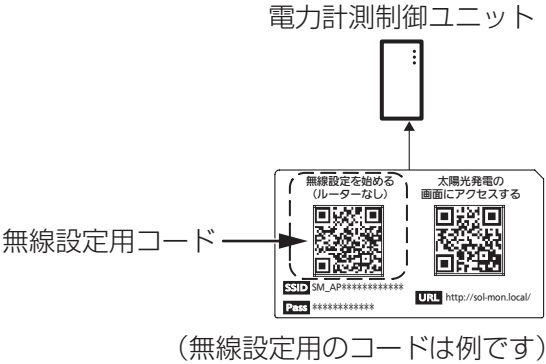 電力計測制御ユニット
無線設定を始める
（ルーターなし）
太陽光発電の
画面にアクセスする
無線設定用コード
SSID SM_AP************
Pass ************
URL http://sol-mon.local/
（無線設定用のコードは例です）